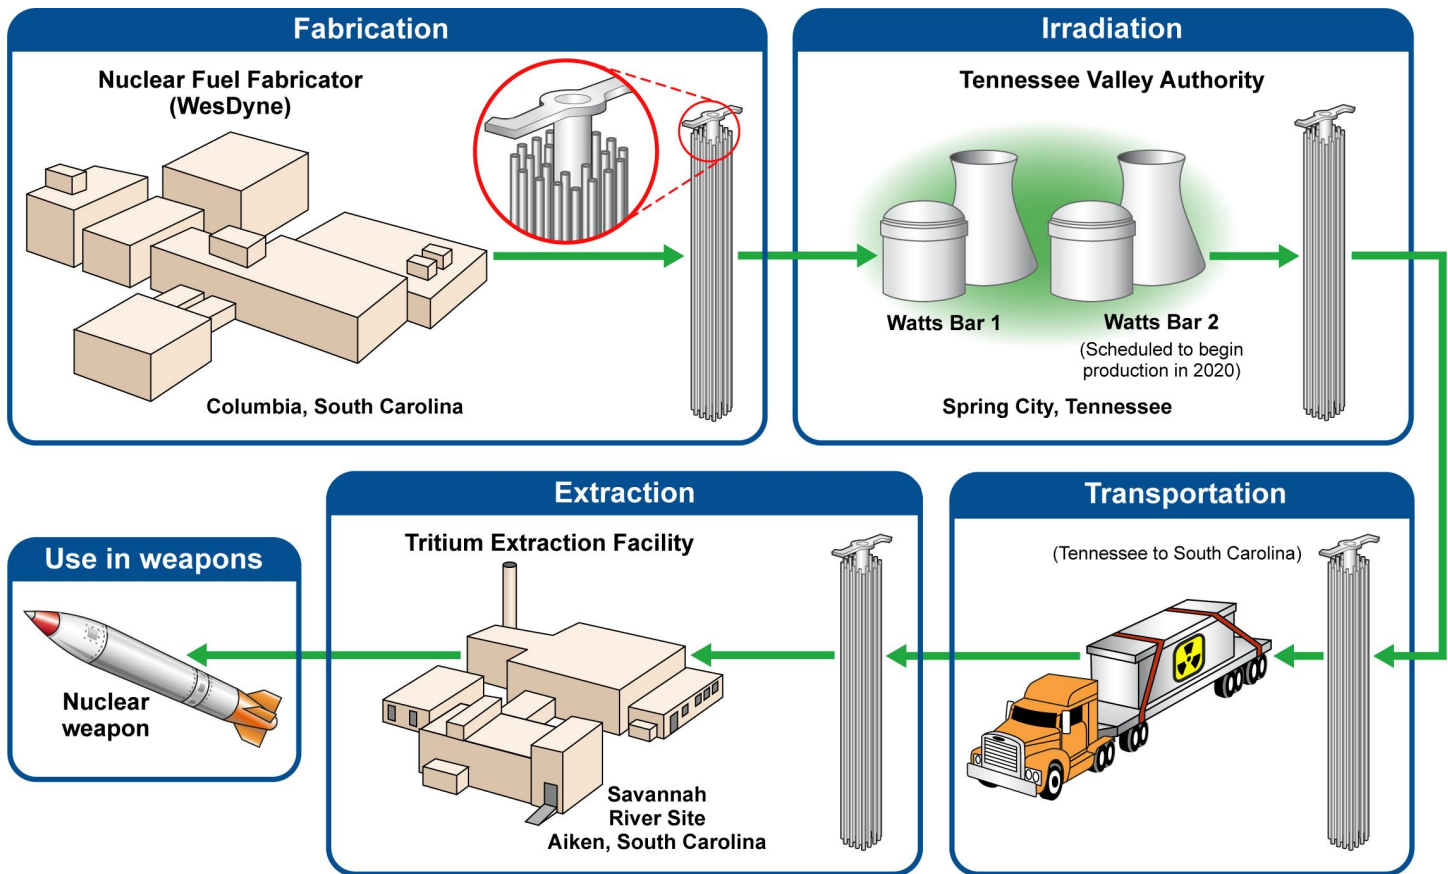 Fabrication
Nuclear Fuel Fabricator
(WesDyne)
Columbia, South Carolina
Irradiation
Tennessee Valley Authority
Watts Bar 1
Watts Bar 2
(Scheduled to begin
production in 2020)
Spring City, Tennessee
Transportation
(Tennessee to South Carolina)
Extraction
Tritium Extraction Facility
Savannah
River Site
Aiken, South Carolina
Use in weapons
Nuclear
weapon